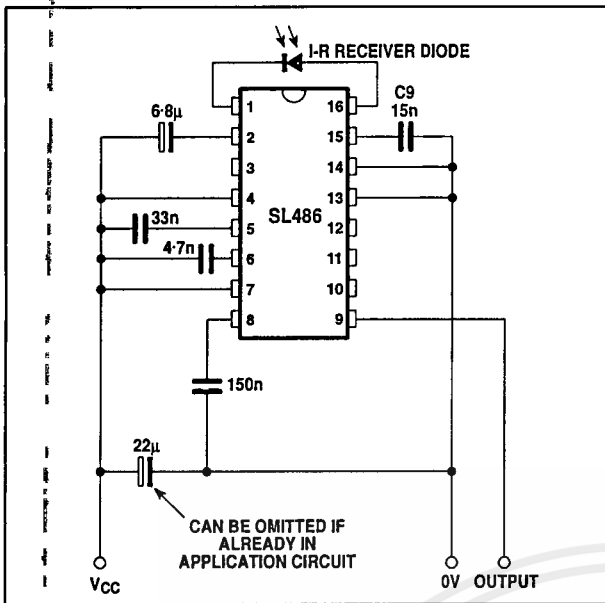 I-R RECEIVER DIODE
C9
15n
6·8µ
1
16
2
15
3
14
4
13
SL486
33n
5
12
4·7n
6
11
7
10
8
9
150n
22µ
CAN BE OMITTED IF
ALREADY IN
APPLICATION CIRCUIT
VCC
0V
OUTPUT